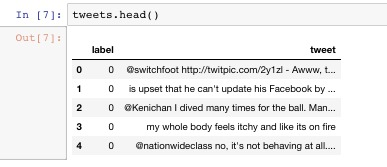 In [7]: tweets.head()
Out[7]:
label tweet
0 0 @switchfoot http://twitpic.com/2y1zl - Awww, t...
1 0 is upset that he can't update his Facebook by ...
2 0 @Kenichan I dived many times for the ball. Man...
3 0 my whole body feels itchy and like its on fire
4 0 @nationwideclass no, it's not behaving at all....